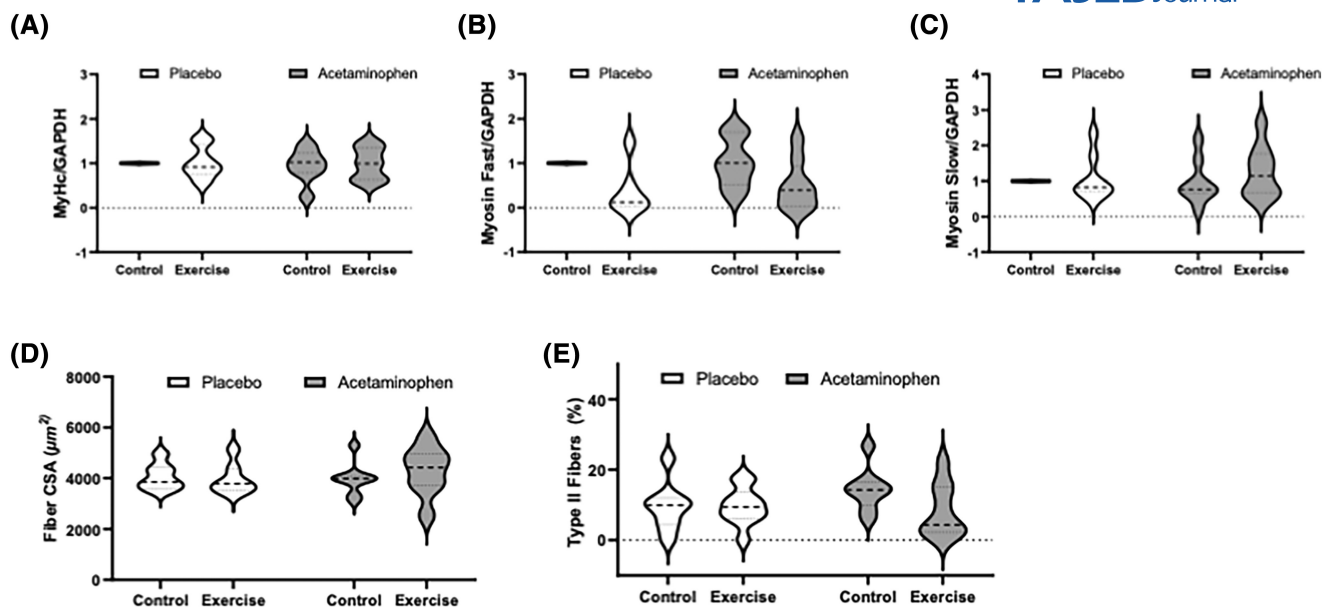 Journal
(A)
MyHc/GAPDH
3
2
1
0
-1
Placebo
Acetaminophen
Control
Exercise
Control
Exercise
(B)
Myosin Fast/GAPDH
3
2
1
0
-1
Placebo
Acetaminophen
Control
Exercise
Control
Exercise
(C)
Myosin Slow/GAPDH
4
3
2
1
0
-1
Placebo
Acetaminophen
Control
Exercise
Control
Exercise
(D)
Fiber CSA (μm²)
8000
6000
4000
2000
0
Placebo
Acetaminophen
Control
Exercise
Control
Exercise
(E)
Type II Fibers (%)
40
20
0
Placebo
Acetaminophen
Control
Exercise
Control
Exercise